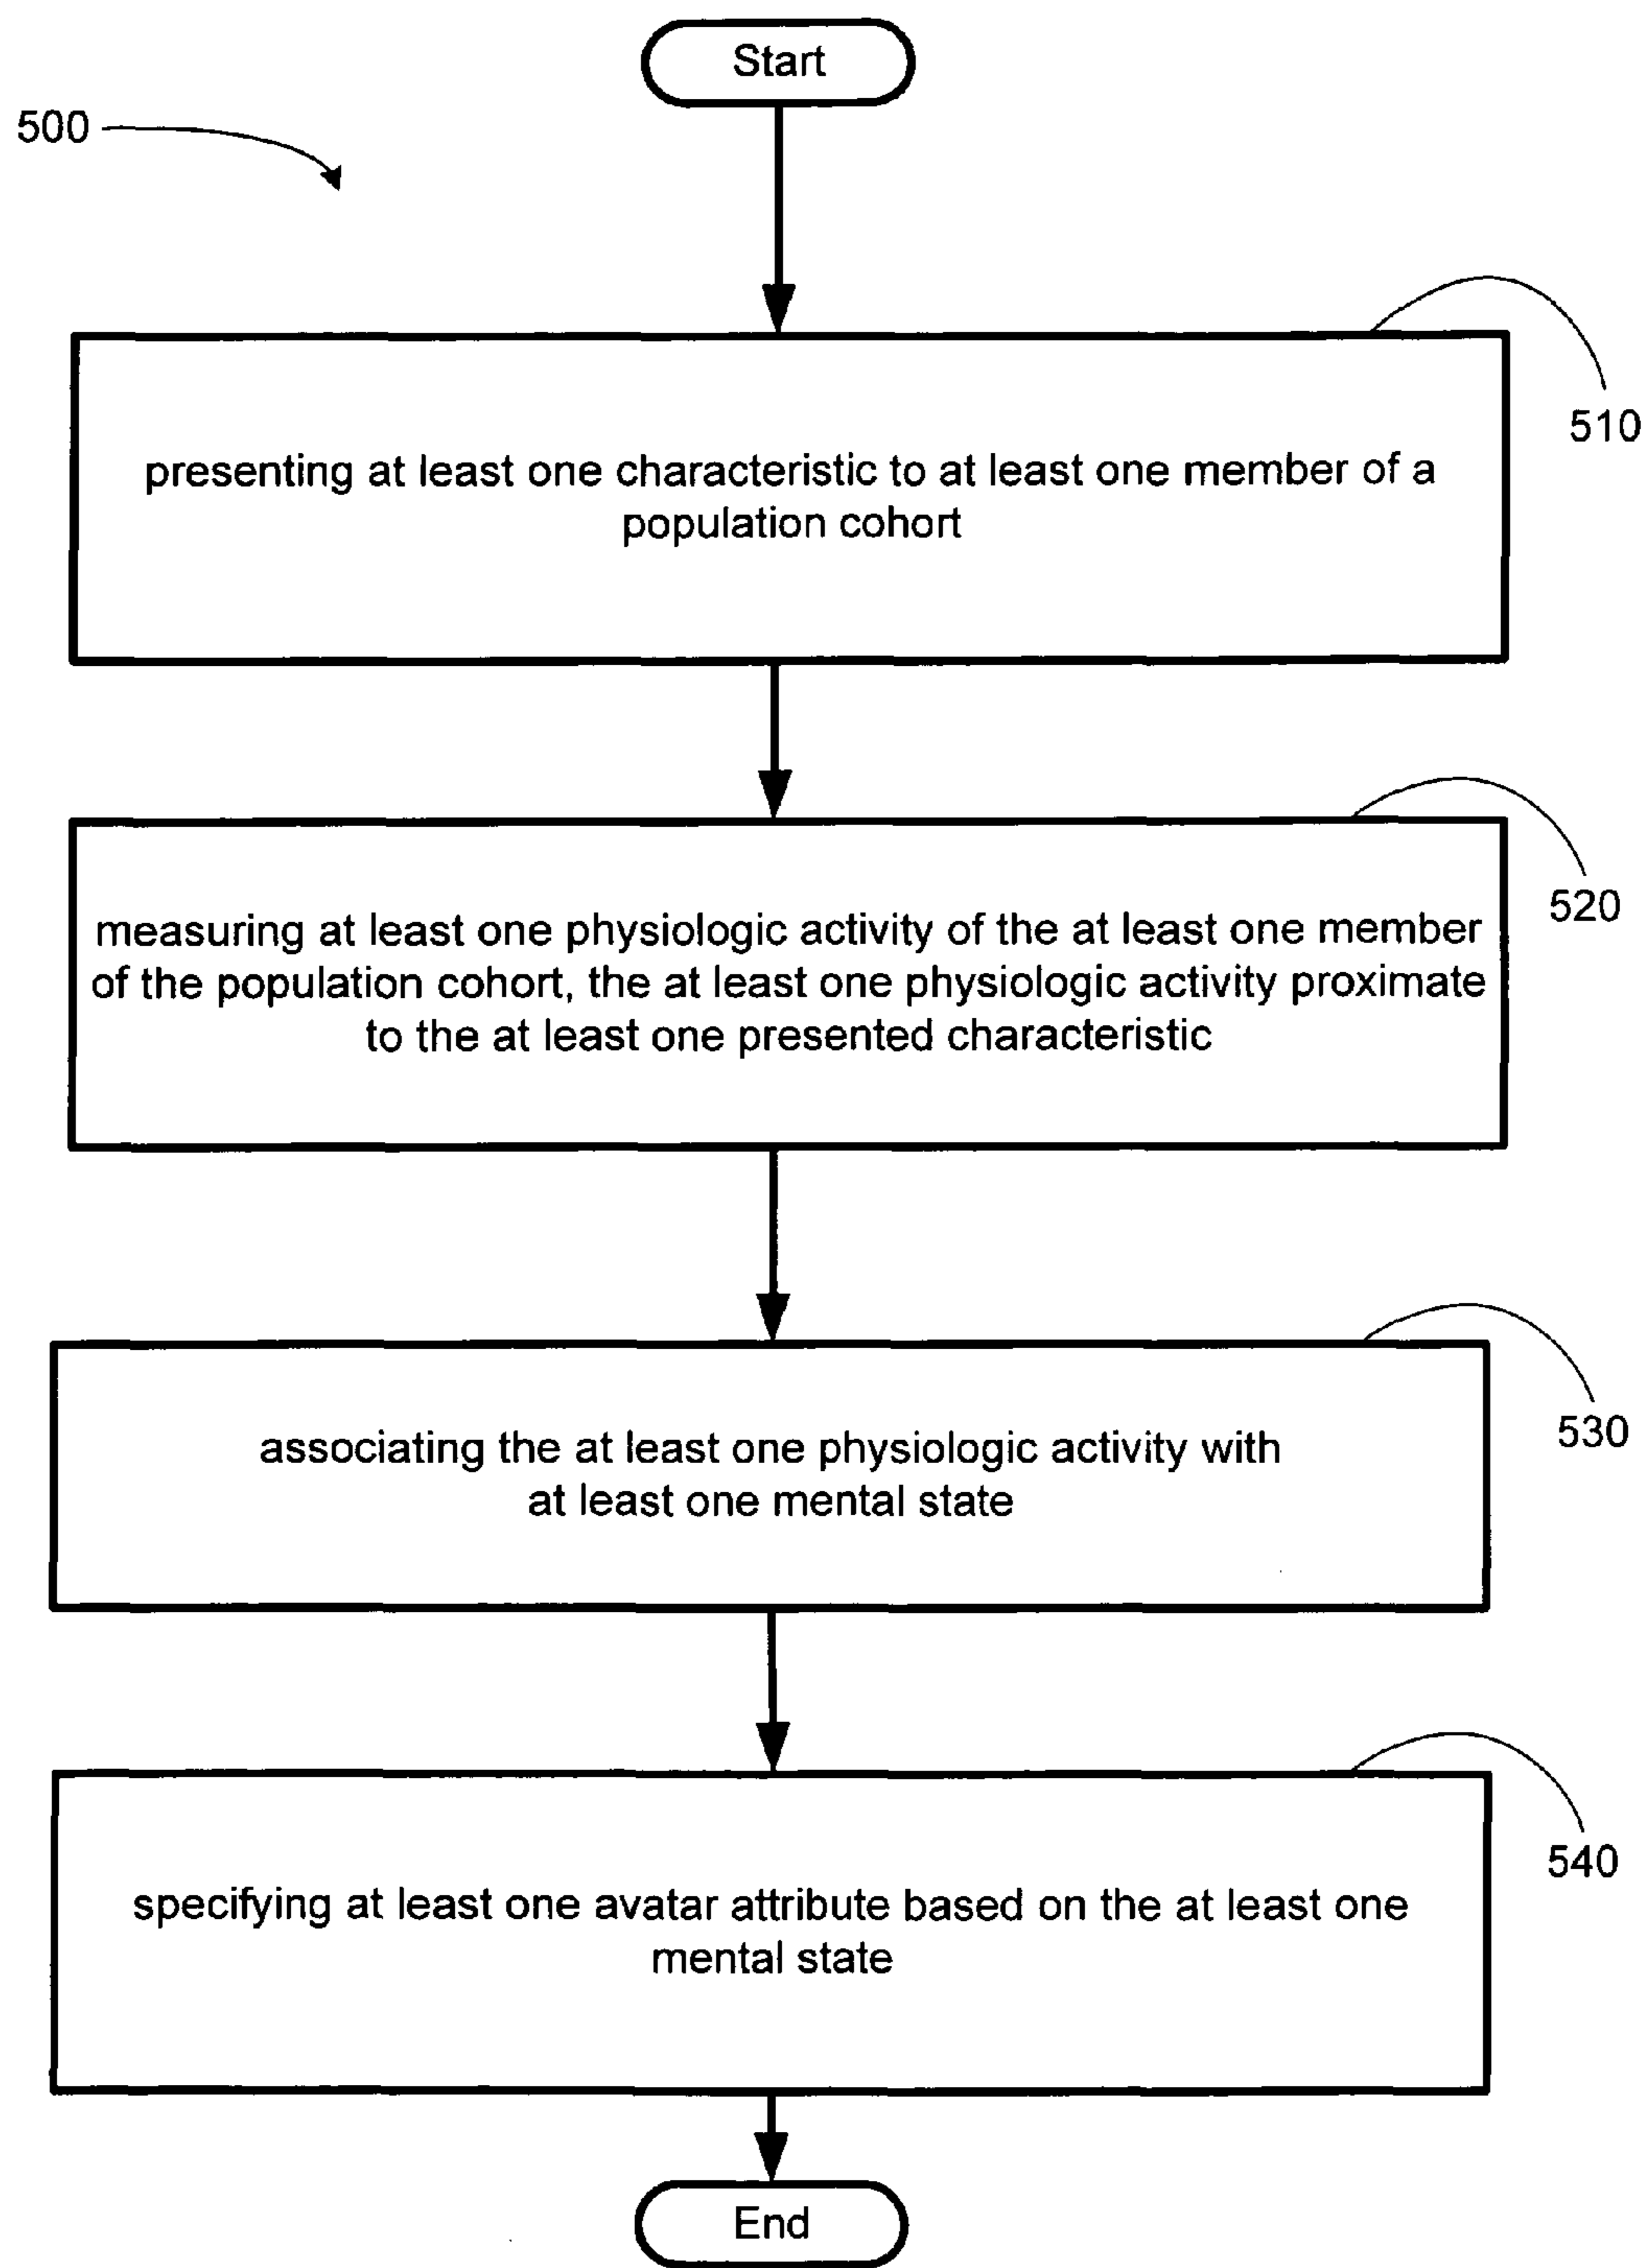 Start
500
510
presenting at least one characteristic to at least one member of a
population cohort
520
measuring at least one physiologic activity of the at least one member
of the population cohort, the at least one physiologic activity proximate
to the at least one presented characteristic
530
associating the at least one physiologic activity with
at least one mental state
540
specifying at least one avatar attribute based on the at least one
mental state
End